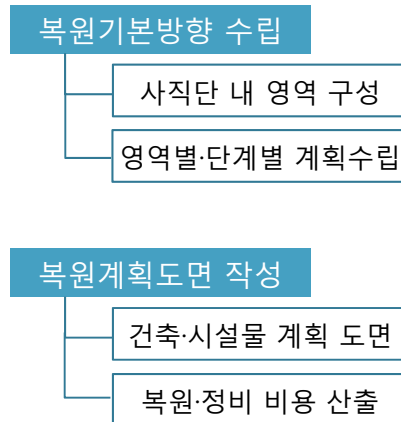 복원기본방향 수립
사직단 내 영역 구성
영역별·단계별 계획수립
복원계획도면 작성
건축·시설물 계획 도면
복원·정비 비용 산출